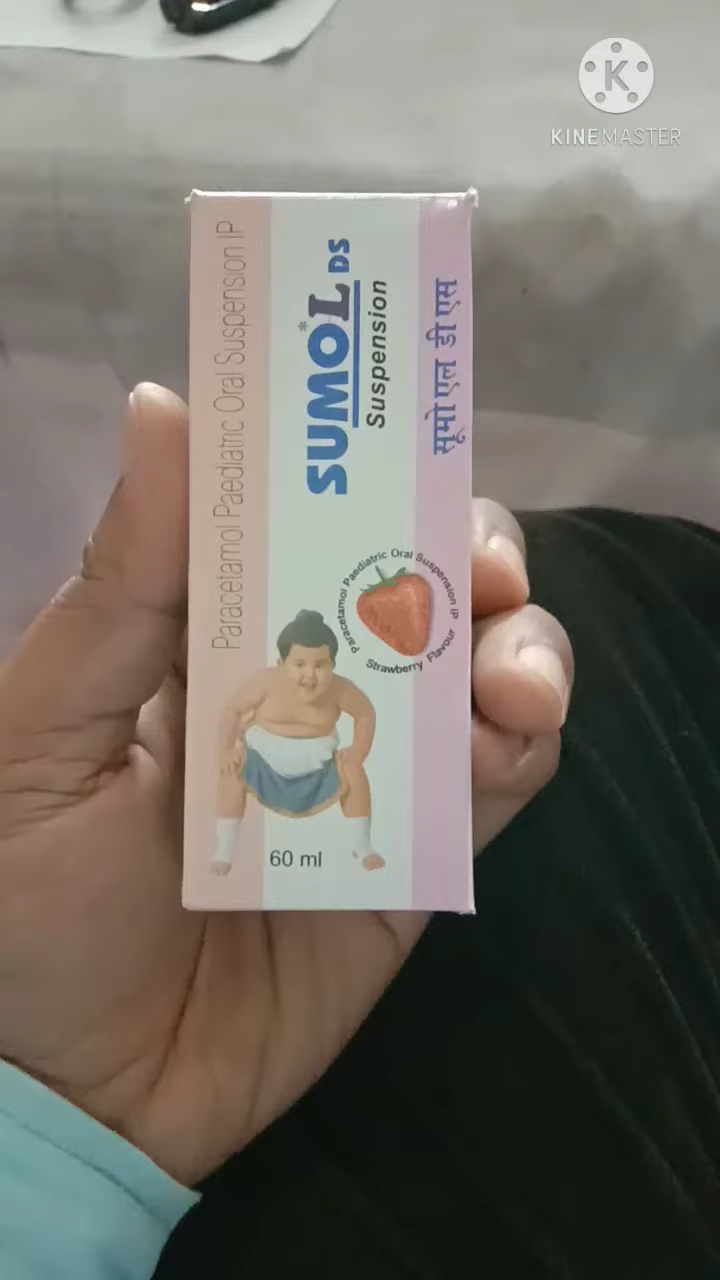 KINEMASTER
Paracetamol Paediatric Oral Suspension IP
SUMO*L DS
Suspension
सूमो एल डी एस
Paracetamol Paediatric Oral Suspension IP
Strawberry Flavour
60 ml